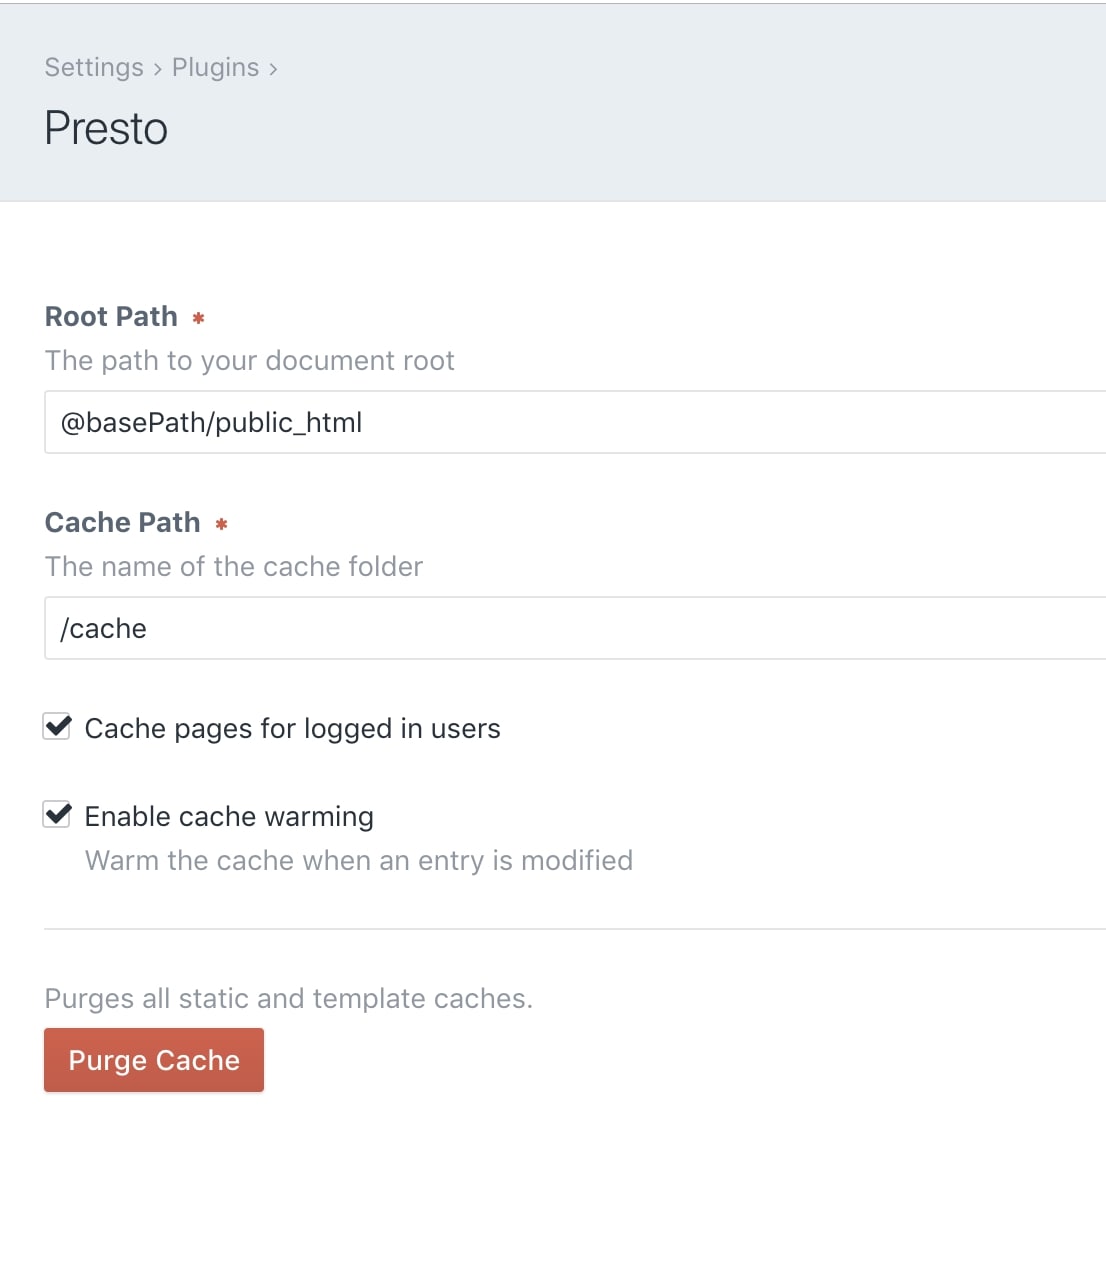 Settings › Plugins ›
Presto
Root Path *
The path to your document root
@basePath/public_html
Cache Path *
The name of the cache folder
/cache
Cache pages for logged in users
Enable cache warming
Warm the cache when an entry is modified
Purges all static and template caches.
Purge Cache